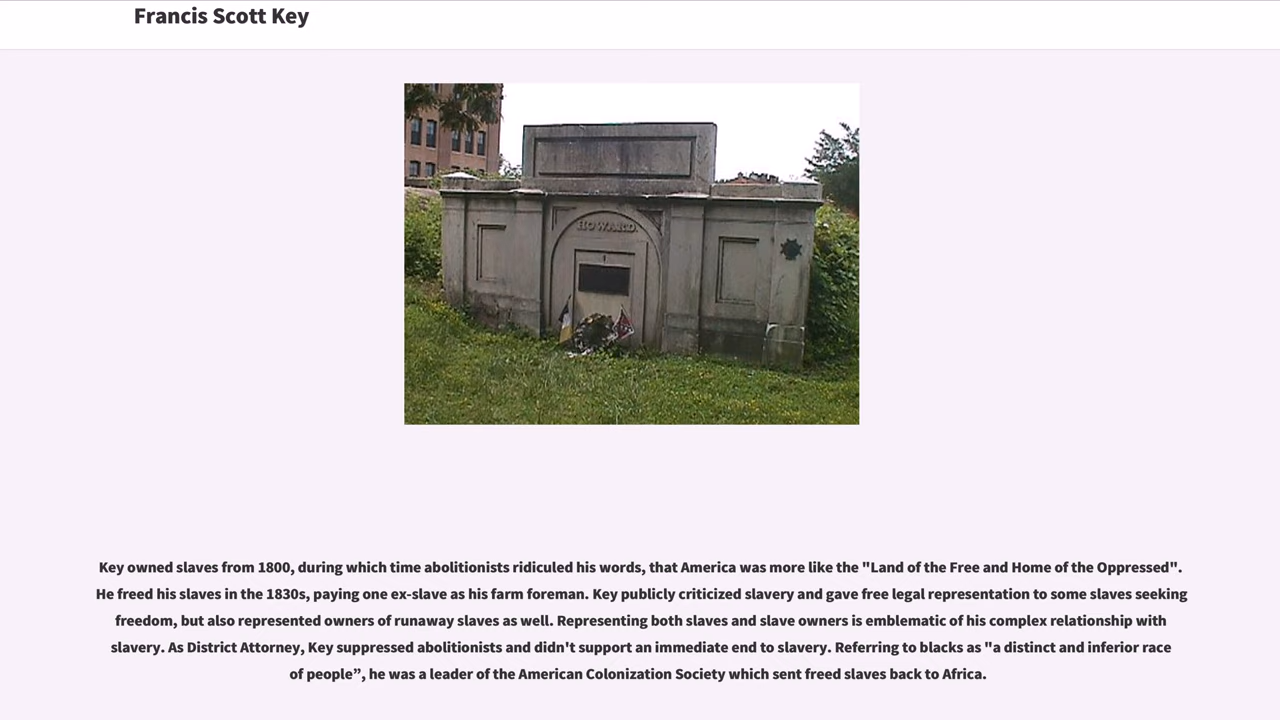 Francis Scott Key
HOWARD
Key owned slaves from 1800, during which time abolitionists ridiculed his words, that America was more like the "Land of the Free and Home of the Oppressed".
He freed his slaves in the 1830s, paying one ex-slave as his farm foreman. Key publicly criticized slavery and gave free legal representation to some slaves seeking
freedom, but also represented owners of runaway slaves as well. Representing both slaves and slave owners is emblematic of his complex relationship with
slavery. As District Attorney, Key suppressed abolitionists and didn't support an immediate end to slavery. Referring to blacks as "a distinct and inferior race
of people”, he was a leader of the American Colonization Society which sent freed slaves back to Africa.